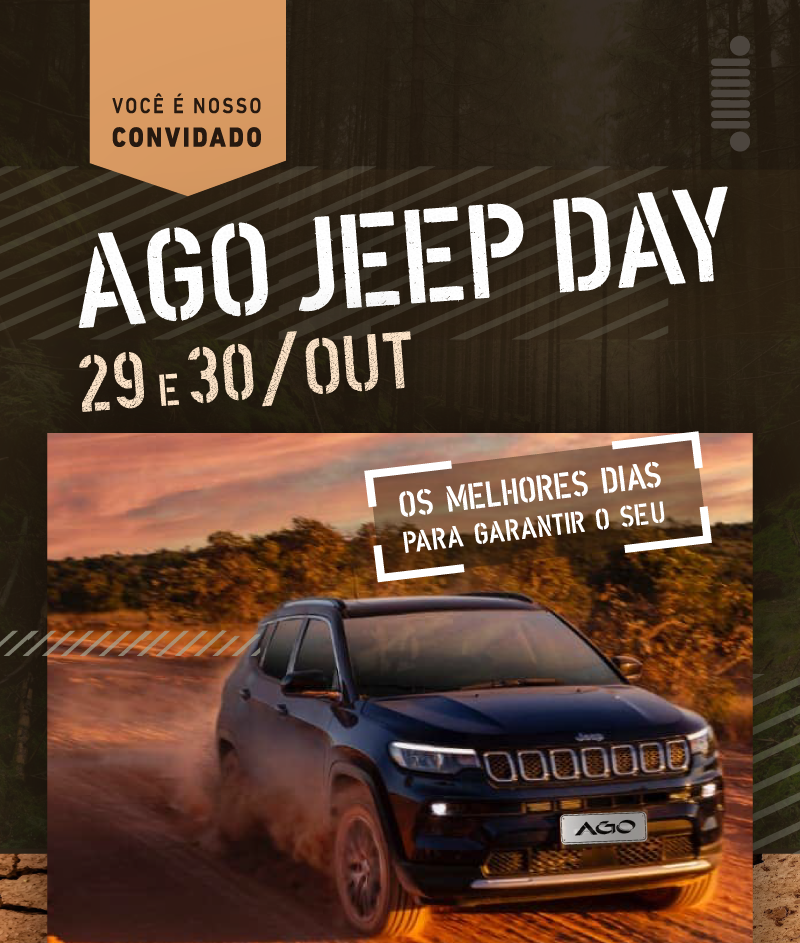 VOCÊ É NOSSO
CONVIDADO
AGO JEEP DAY
29 E 30/OUT
OS MELHORES DIAS
PARA GARANTIR O SEU
Jeep
AGO